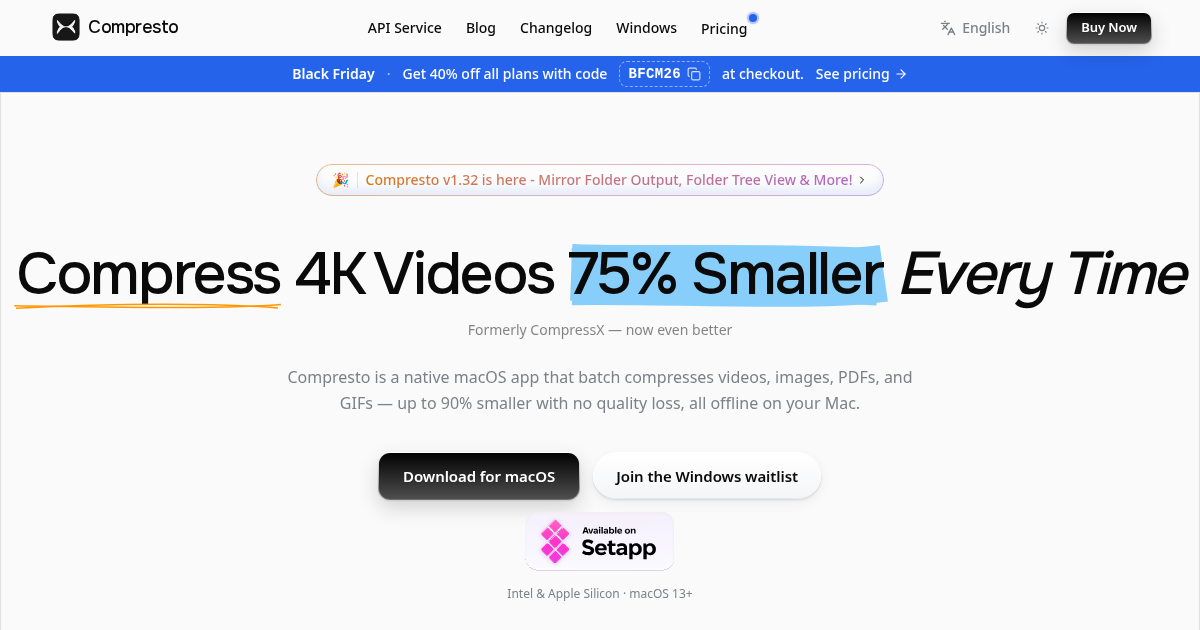 Compresto
API Service
Blog
Changelog
Windows
Pricing
English
Buy Now
Black Friday · Get 40% off all plans with code BFCM26 at checkout. See pricing →
Compresto v1.32 is here - Mirror Folder Output, Folder Tree View & More!
Compress 4K Videos 75% Smaller Every Time
Formerly CompressX — now even better
Compresto is a native macOS app that batch compresses videos, images, PDFs, and
GIFs — up to 90% smaller with no quality loss, all offline on your Mac.
Download for macOS
Join the Windows waitlist
Available on
Setapp
Intel & Apple Silicon · macOS 13+